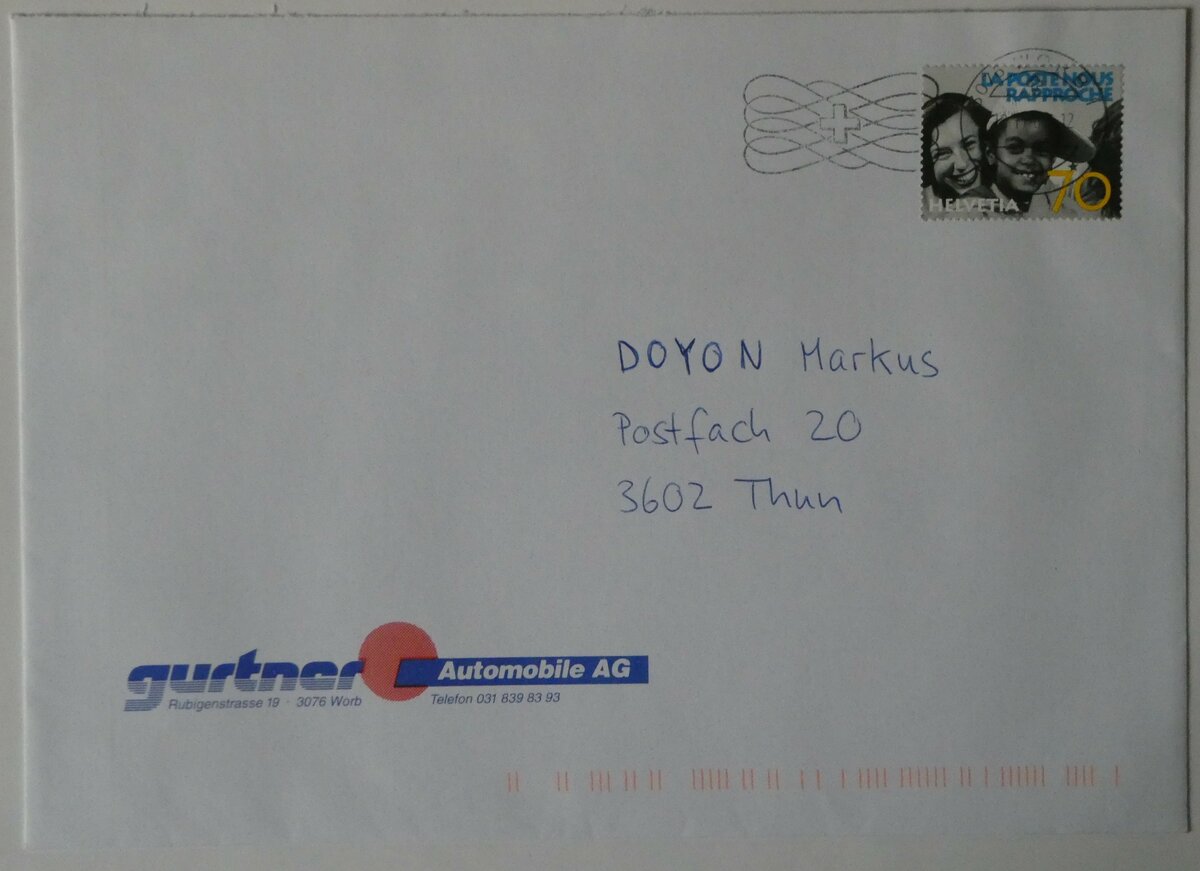 LA POSTE NOUS
RAPPROCHE
HELVETIA 70
DOYON Markus
Postfach 20
3602 Thun
gurtner Automobile AG
Rubigenstrasse 19 · 3076 Worb Telefon 031 839 83 93